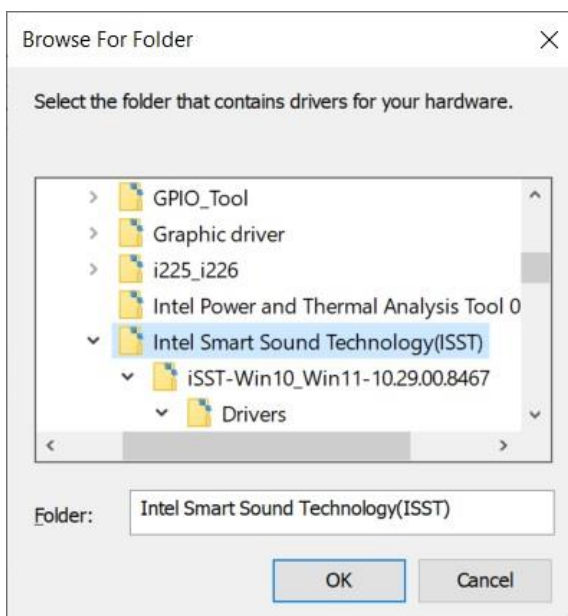 Browse For Folder
Select the folder that contains drivers for your hardware.
GPIO_Tool
Graphic driver
i225_i226
Intel Power and Thermal Analysis Tool 0
Intel Smart Sound Technology(ISST)
iSST-Win10_Win11-10.29.00.8467
Drivers
Folder: Intel Smart Sound Technology(ISST)
OK Cancel